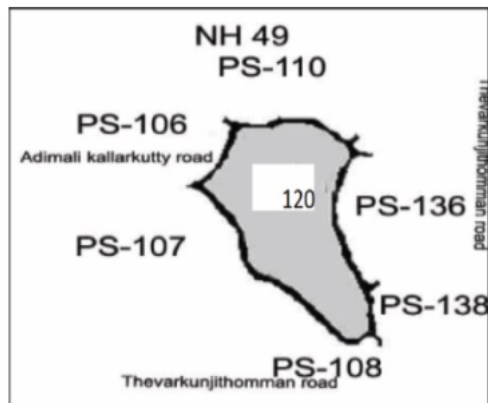 NH 49
PS-110
PS-106
Adimali kallarkutty road
120
PS-136
Thevarkunjithomman road
PS-107
PS-138
PS-108
Thevarkunjithomman road